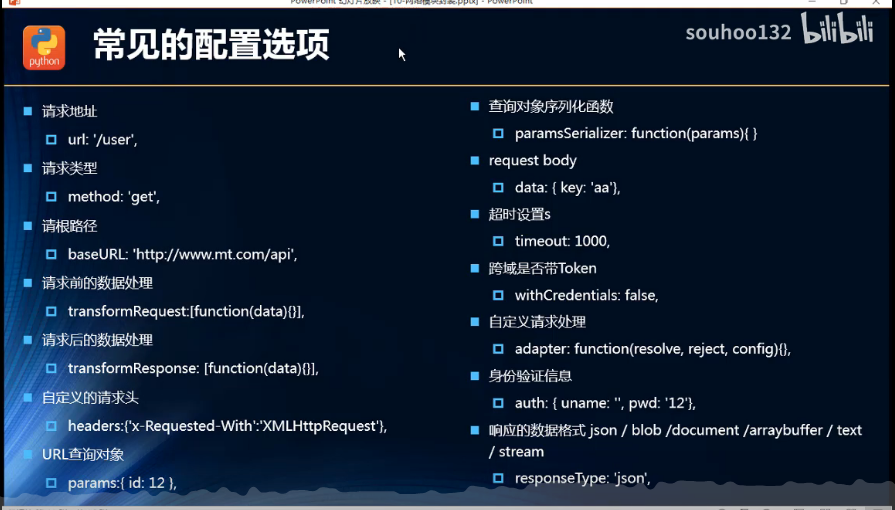 PowerPoint 幻灯片放映 - [10-网络模块封装.pptx] - PowerPoint
souhoo132 bilibili
python
常见的配置选项
请求地址
url: '/user',
请求类型
method: 'get',
请根路径
baseURL: 'http://www.mt.com/api',
请求前的数据处理
transformRequest:[function(data){}],
请求后的数据处理
transformResponse: [function(data){}],
自定义的请求头
headers:{'x-Requested-With':'XMLHttpRequest'},
URL查询对象
params:{ id: 12 },
查询对象序列化函数
paramsSerializer: function(params){ }
request body
data: { key: 'aa'},
超时设置s
timeout: 1000,
跨域是否带Token
withCredentials: false,
自定义请求处理
adapter: function(resolve, reject, config){},
身份验证信息
auth: { uname: '', pwd: '12'},
响应的数据格式 json / blob /document /arraybuffer / text
/ stream
responseType: 'json',